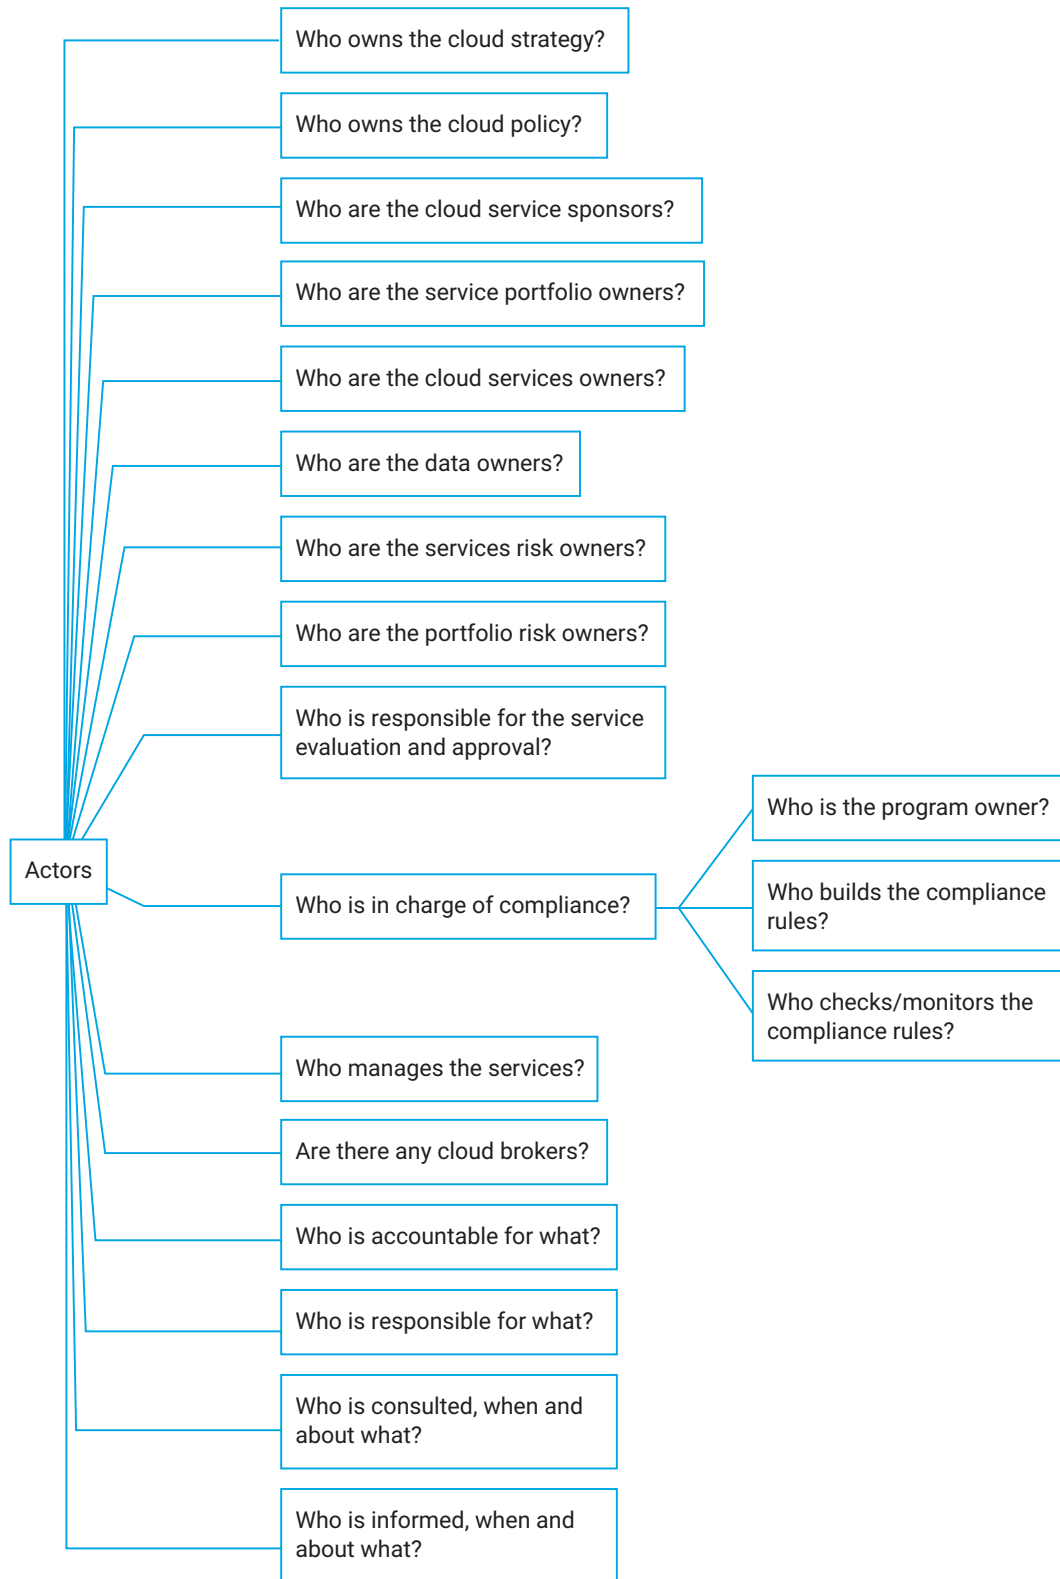 Who owns the cloud strategy?
Who owns the cloud policy?
Who are the cloud service sponsors?
Who are the service portfolio owners?
Who are the cloud services owners?
Who are the data owners?
Who are the services risk owners?
Who are the portfolio risk owners?
Who is responsible for the service
evaluation and approval?
Actors
Who is in charge of compliance?
Who is the program owner?
Who builds the compliance
rules?
Who checks/monitors the
compliance rules?
Who manages the services?
Are there any cloud brokers?
Who is accountable for what?
Who is responsible for what?
Who is consulted, when and
about what?
Who is informed, when and
about what?